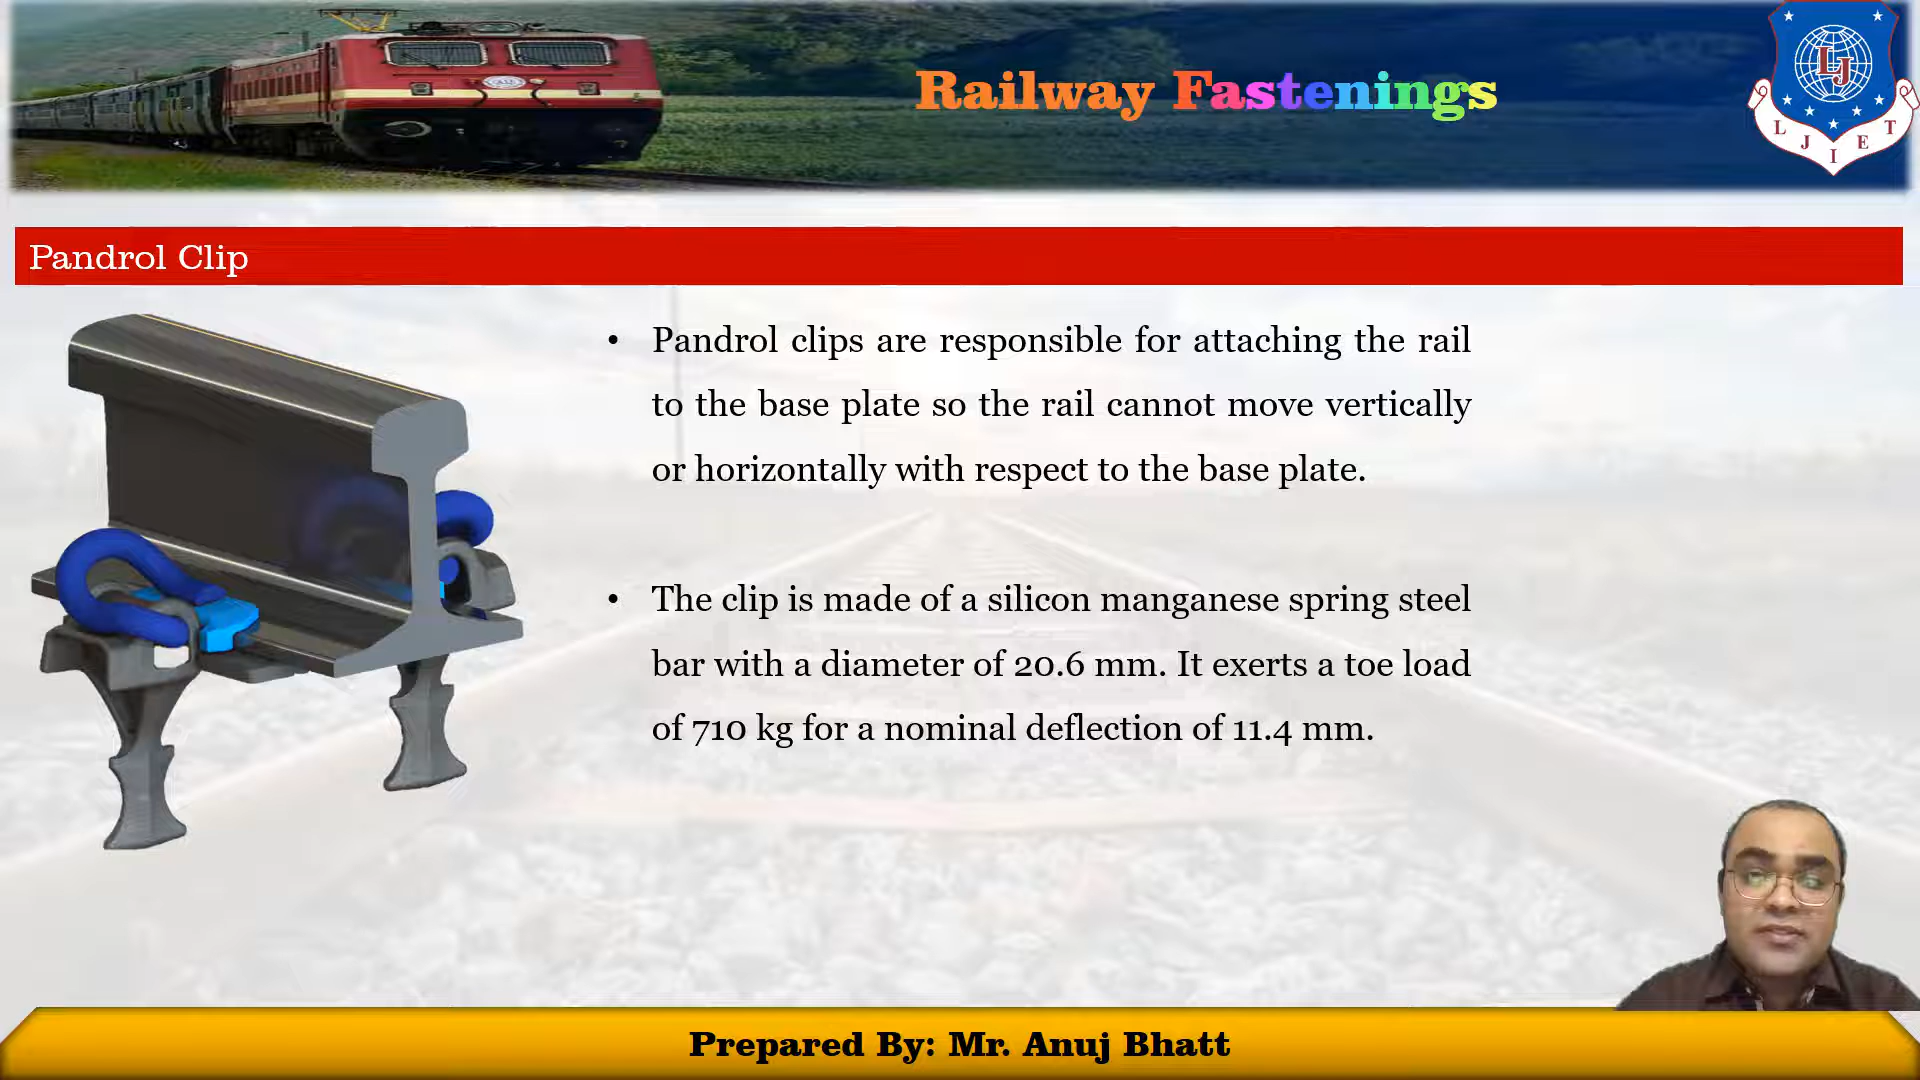 Railway Fastenings
LJ
L J I E T
Pandrol Clip
• Pandrol clips are responsible for attaching the rail
to the base plate so the rail cannot move vertically
or horizontally with respect to the base plate.
• The clip is made of a silicon manganese spring steel
bar with a diameter of 20.6 mm. It exerts a toe load
of 710 kg for a nominal deflection of 11.4 mm.
Prepared By: Mr. Anuj Bhatt